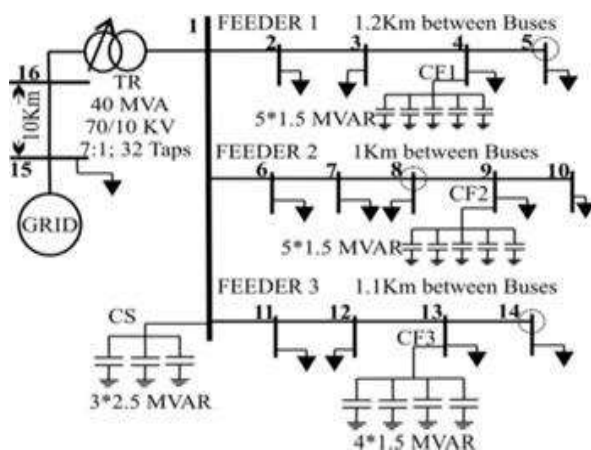 1
FEEDER 1
1.2Km between Buses
2
3
4
5
CF1
5*1.5 MVAR
16
TR
40 MVA
70/10 KV
7:1; 32 Taps
10Km
15
GRID
FEEDER 2
1Km between Buses
6
7
8
9
10
CF2
5*1.5 MVAR
FEEDER 3
1.1Km between Buses
11
12
13
14
CF3
CS
3*2.5 MVAR
4*1.5 MVAR